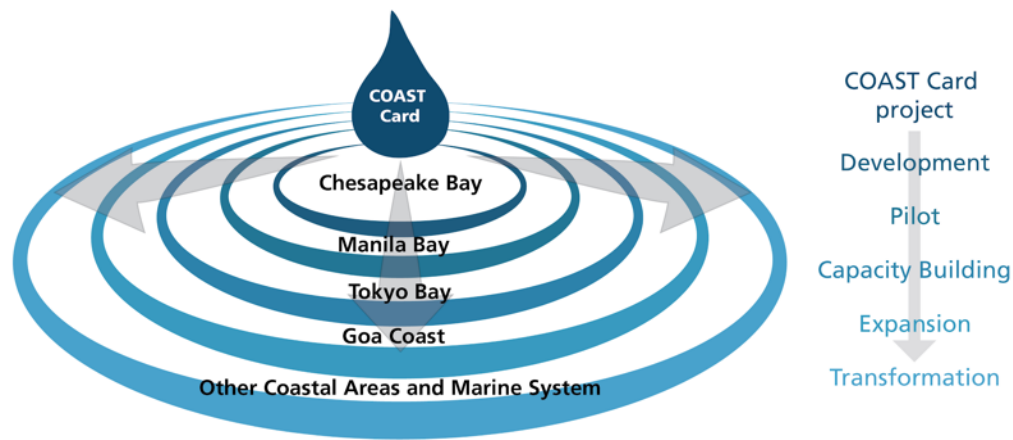 COAST
Card
Chesapeake Bay
Manila Bay
Tokyo Bay
Goa Coast
Other Coastal Areas and Marine System
COAST Card
project
Development
Pilot
Capacity Building
Expansion
Transformation